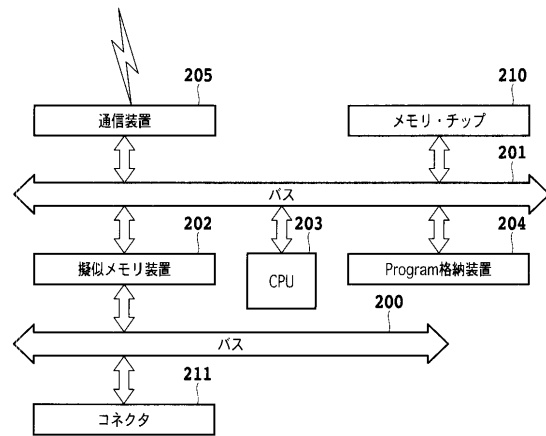 205
通信装置
210
メモリ・チップ
201
バス
202
擬似メモリ装置
203
CPU
204
Program格納装置
200
バス
211
コネクタ